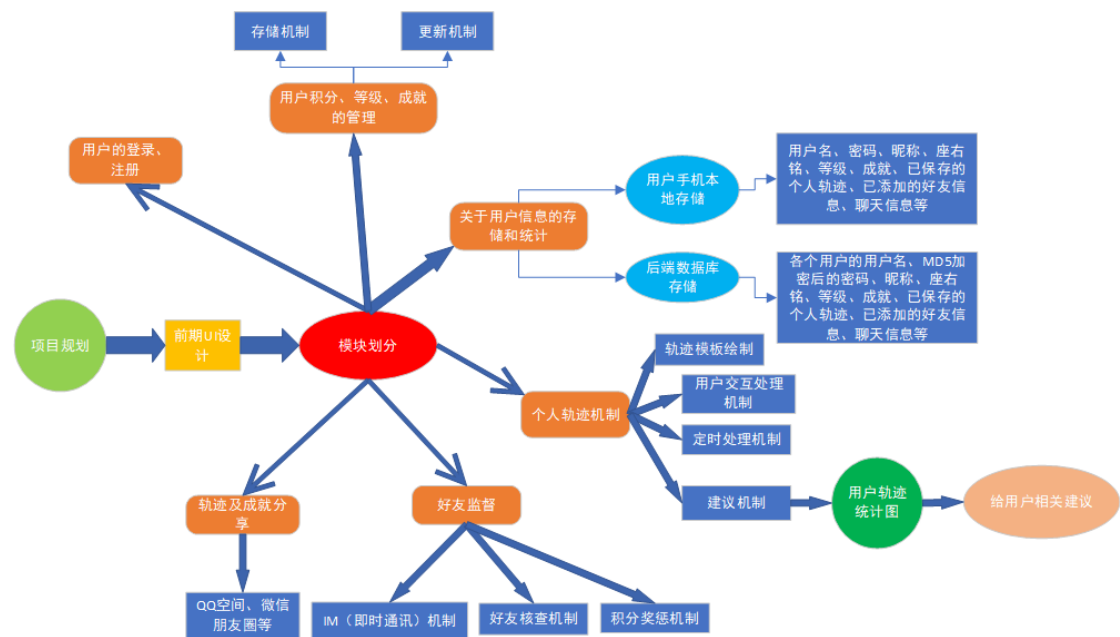 存储机制
更新机制
用户积分、等级、成就
的管理
用户的登录、
注册
关于用户信息的存
储和统计
用户手机本
地存储
用户名、密码、昵称、座右
铭、等级、成就、已保存的
个人轨迹、已添加的好友信
息、聊天信息等
后端数据库
存储
各个用户的用户名、MD5加
密后的密码、昵称、座右
铭、等级、成就、已保存的
个人轨迹、已添加的好友信
息、聊天信息等
项目规划
前期UI设
计
模块划分
个人轨迹机制
轨迹模板绘制
用户交互处理
机制
定时处理机制
建议机制
用户轨迹
统计图
给用户相关建议
轨迹及成就分
享
QQ空间、微信
朋友圈等
好友监督
IM（即时通讯）机制
好友核查机制
积分奖惩机制